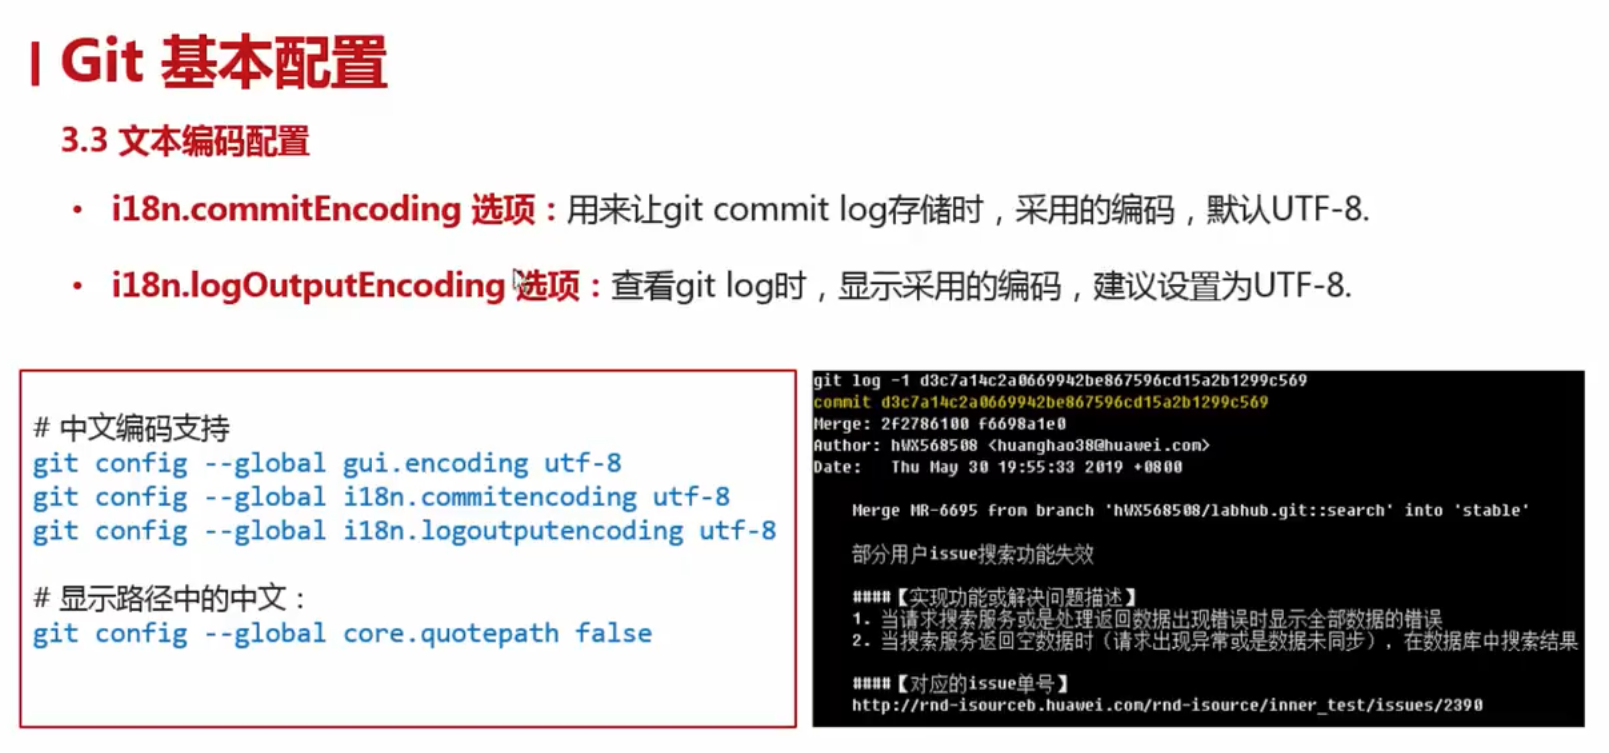 Git 基本配置
3.3 文本编码配置
• i18n.commitEncoding 选项：用来让git commit log存储时，采用的编码，默认UTF-8.
• i18n.logOutputEncoding 选项：查看git log时，显示采用的编码，建议设置为UTF-8.
# 中文编码支持
git config --global gui.encoding utf-8
git config --global i18n.commitencoding utf-8
git config --global i18n.logoutputencoding utf-8
# 显示路径中的中文：
git config --global core.quotepath false
git log -1 d3c7a14c2a0669942be867596cd15a2b1299c569
commit d3c7a14c2a0669942be867596cd15a2b1299c569
Merge: 2f2786100 f6698a1e0
Author: hWX568508 <huanghao38@huawei.com>
Date:   Thu May 30 19:55:33 2019 +0800
Merge MR-6695 from branch 'hWX568508/labhub.git::search' into 'stable'
部分用户issue搜索功能失效
####【实现功能或解决问题描述】
1. 当请求搜索服务或是处理返回数据出现错误时显示全部数据的错误
2. 当搜索服务返回空数据时（请求出现异常或是数据未同步），在数据库中搜索结果
####【对应的issue单号】
http://rnd-isourceb.huawei.com/rnd-isource/inner_test/issues/2390